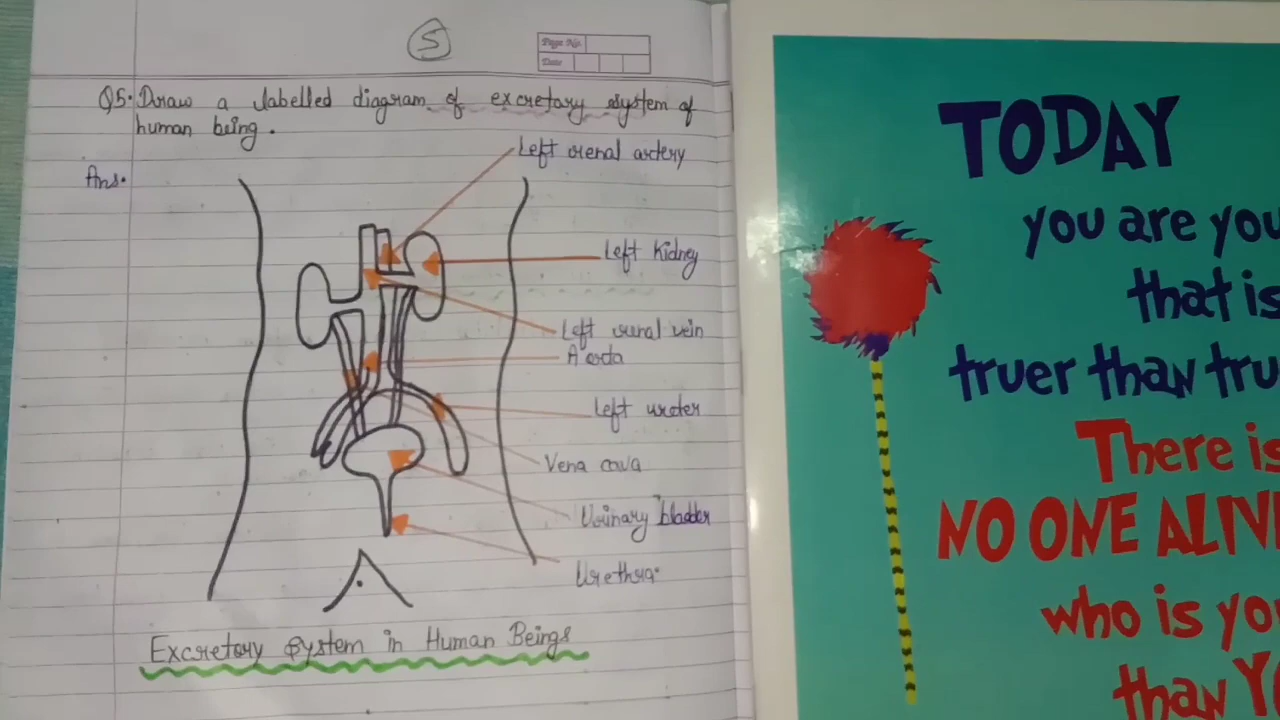 5
Page No.
Date
Q5. Draw a labelled diagram of excretory system of
human being.
Ans.
Left renal artery
Left Kidney
Left renal vein
Aorta
Left ureter
Vena cava
Urinary bladder
Urethra
Excretory system in Human Beings
TODAY
you are you
that is
truer than tru
There is
NO ONE ALIV
who is yo
than Y